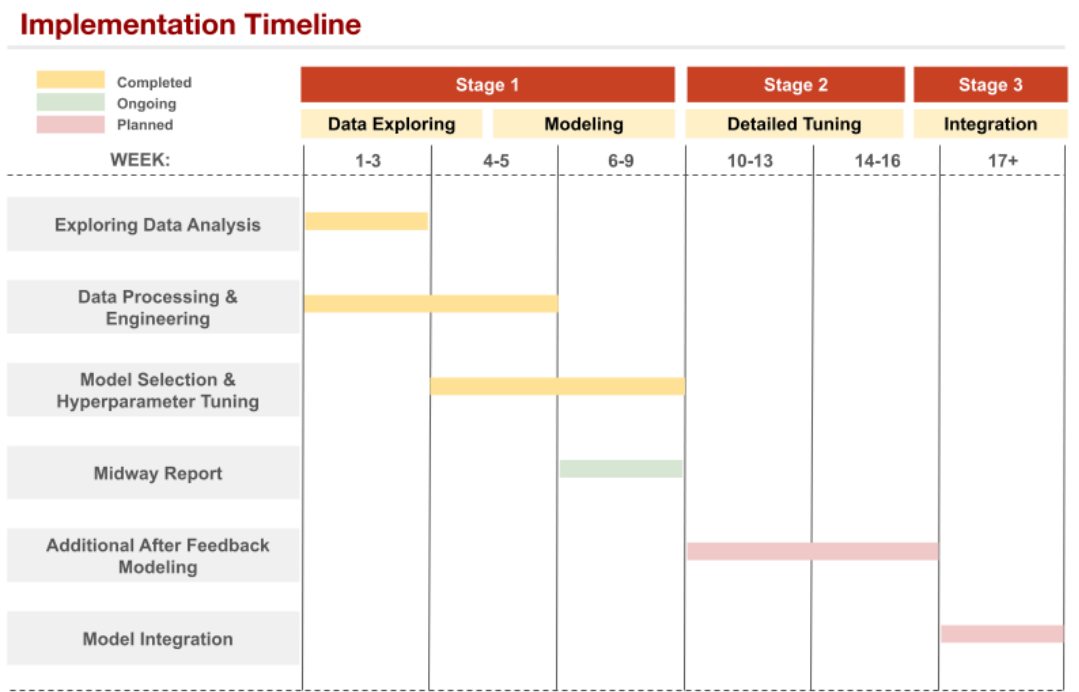 Implementation Timeline
Completed
Ongoing
Planned
Stage 1
Stage 2
Stage 3
Data Exploring
Modeling
Detailed Tuning
Integration
WEEK:
1-3
4-5
6-9
10-13
14-16
17+
Exploring Data Analysis
Data Processing &
Engineering
Model Selection &
Hyperparameter Tuning
Midway Report
Additional After Feedback
Modeling
Model Integration